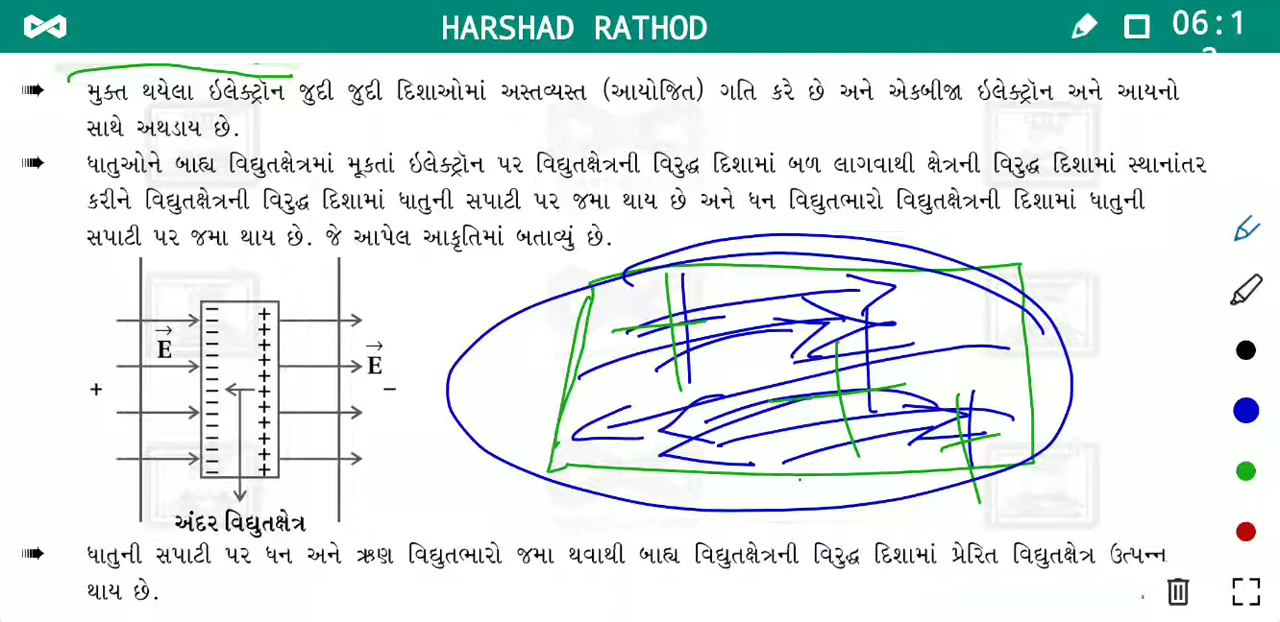 HARSHAD RATHOD
06:1
મુક્ત થયેલા ઇલેક્ટ્રૉન જુદી જુદી દિશાઓમાં અસ્તવ્યસ્ત (આયોજિત) ગતિ કરે છે અને એકબીજા ઇલેક્ટ્રૉન અને આયનો
સાથે અથડાય છે.
ધાતુઓને બાહ્ય વિદ્યુતક્ષેત્રમાં મૂકતાં ઇલેક્ટ્રૉન પર વિદ્યુતક્ષેત્રની વિરુદ્ધ દિશામાં બળ લાગવાથી ક્ષેત્રની વિરુદ્ધ દિશામાં સ્થાનાંતર
કરીને વિદ્યુતક્ષેત્રની વિરુદ્ધ દિશામાં ધાતુની સપાટી પર જમા થાય છે અને ધન વિદ્યુતભારો વિદ્યુતક્ષેત્રની દિશામાં ધાતુની
સપાટી પર જમા થાય છે. જે આપેલ આકૃતિમાં બતાવ્યું છે.
E
E
+
−
અંદર વિદ્યુતક્ષેત્ર
ધાતુની સપાટી પર ધન અને ઋણ વિદ્યુતભારો જમા થવાથી બાહ્ય વિદ્યુતક્ષેત્રની વિરુદ્ધ દિશામાં પ્રેરિત વિદ્યુતક્ષેત્ર ઉત્પન્ન
થાય છે.